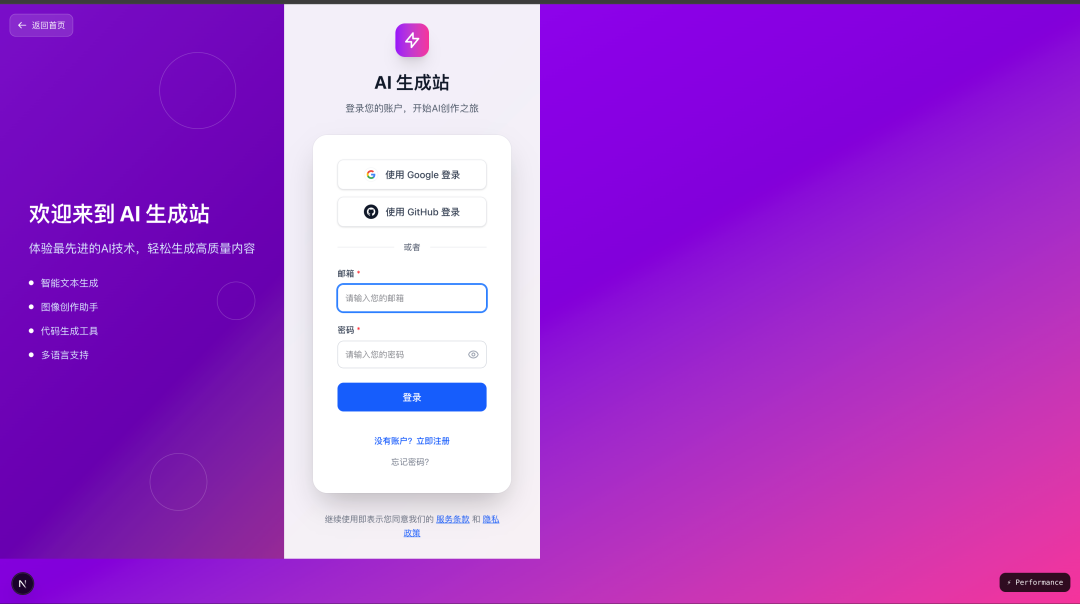 返回首页
欢迎来到 AI 生成站
体验最先进的AI技术，轻松生成高质量内容
智能文本生成
图像创作助手
代码生成工具
多语言支持
AI 生成站
登录您的账户，开始AI创作之旅
使用 Google 登录
使用 GitHub 登录
或者
邮箱 *
请输入您的邮箱
密码 *
请输入您的密码
登录
没有账户？立即注册
忘记密码？
继续使用即表示您同意我们的 服务条款 和 隐私
政策
N
⚡ Performance